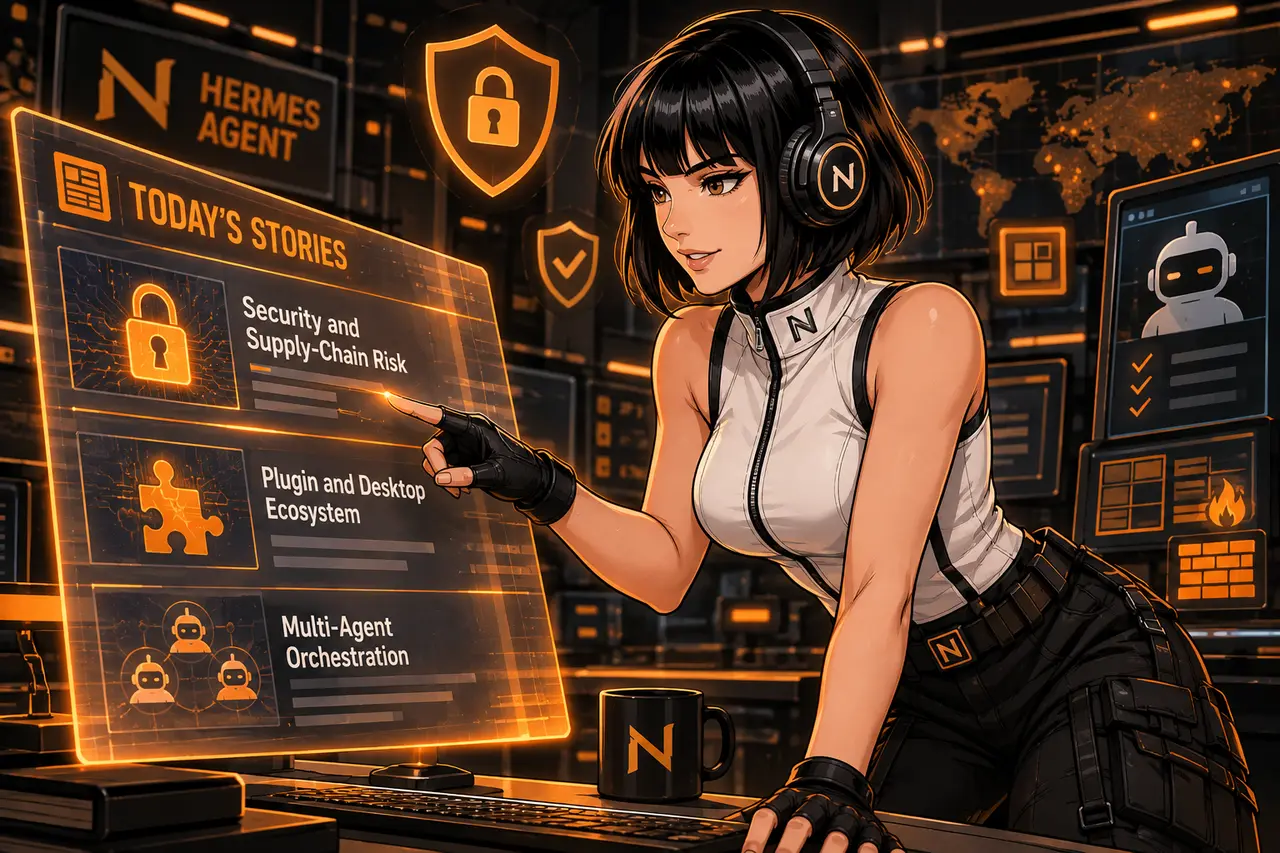 N
HERMES
AGENT
TODAY'S STORIES
Security and
Supply-Chain Risk
Plugin and Desktop
Ecosystem
Multi-Agent
Orchestration
N
N
N
N